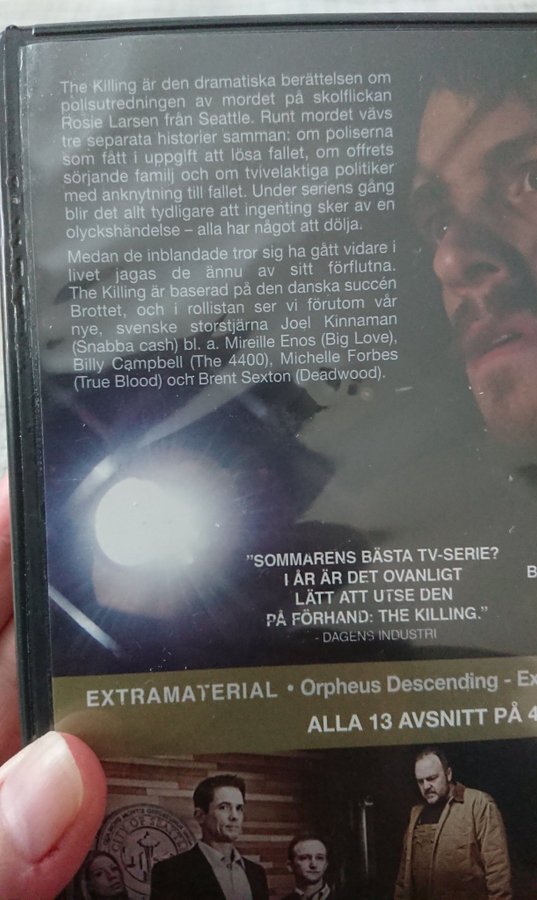 The Killing är den dramatiska berättelsen om
polisutredningen av mordet på skolflickan
Rosie Larsen från Seattle. Runt mordet vävs
tre separata historier samman: om poliserna
som fått i uppgift att lösa fallet, om offrets
sörjande familj och om tvivelaktiga politiker
med anknytning till fallet. Under seriens gång
blir det allt tydligare att ingenting sker av en
olyckshändelse – alla har något att dölja.
Medan de inblandade tror sig ha gått vidare i
livet jagas de ännu av sitt förflutna.
The Killing är baserad på den danska succén
Brottet, och i rollistan ser vi förutom vår
nye, svenske storstjärna Joel Kinnaman
(Snabba cash) bl. a. Mireille Enos (Big Love),
Billy Campbell (The 4400), Michelle Forbes
(True Blood) och Brent Sexton (Deadwood).
"SOMMARENS BÄSTA TV-SERIE?
I ÅR ÄR DET OVANLIGT
LÄTT ATT UTSE DEN
PÅ FÖRHAND: THE KILLING."
- DAGENS INDUSTRI
B
EXTRAMATERIAL • Orpheus Descending - Ex
ALLA 13 AVSNITT PÅ 4
CITY OF SEATTLE